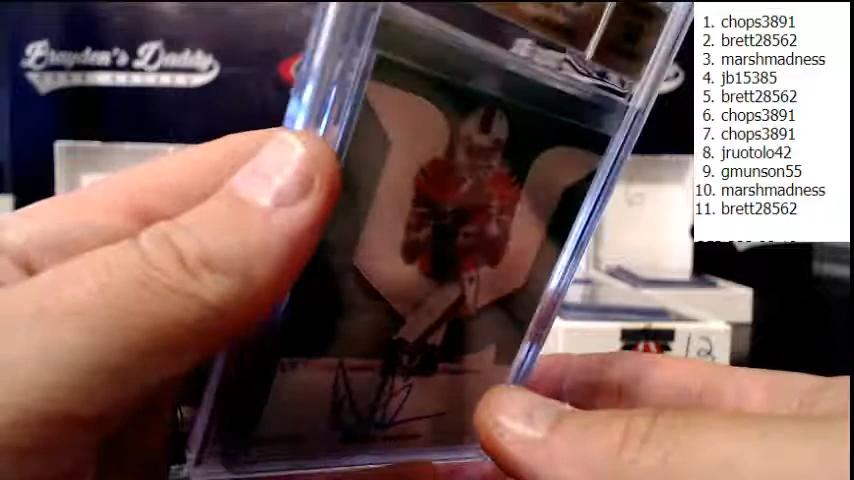 Brayden's Daddy
1. chops3891
2. brett28562
3. marshmadness
4. jb15385
5. brett28562
6. chops3891
7. chops3891
8. jruotolo42
9. gmunson55
10. marshmadness
11. brett28562
12